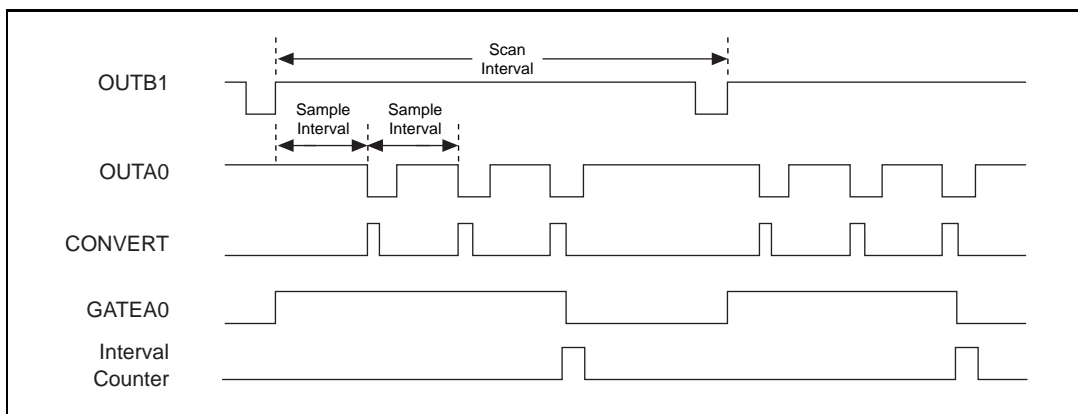 Scan
Interval
OUTB1
Sample
Interval
Sample
Interval
OUTA0
CONVERT
GATEA0
Interval
Counter